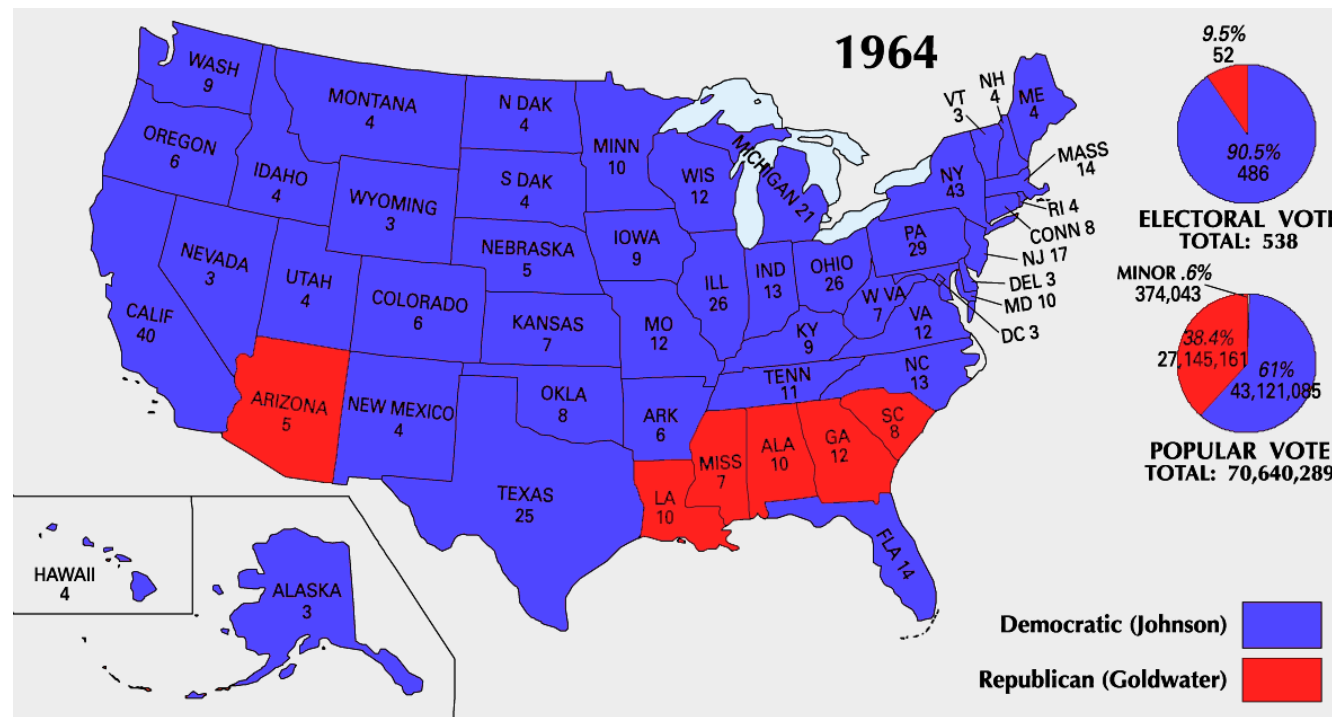 1964
WASH
9
OREGON
6
CALIF
40
NEVADA
3
IDAHO
4
MONTANA
4
WYOMING
3
UTAH
4
COLORADO
6
ARIZONA
5
NEW MEXICO
4
N DAK
4
S DAK
4
NEBRASKA
5
KANSAS
7
OKLA
8
TEXAS
25
MINN
10
IOWA
9
MO
12
ARK
6
LA
10
WIS
12
ILL
26
MICHIGAN 21
IND
13
OHIO
26
KY
9
TENN
11
MISS
7
ALA
10
GA
12
SC
8
NC
13
FLA 14
VA
12
W VA
7
PA
29
NY
43
VT
3
NH
4
ME
4
MASS
14
RI 4
CONN 8
NJ 17
DEL 3
MD 10
DC 3
HAWAII
4
ALASKA
3
9.5%
52
90.5%
486
ELECTORAL VOTE
TOTAL: 538
MINOR .6%
374,043
38.4%
27,145,161
61%
43,121,085
POPULAR VOTE
TOTAL: 70,640,289
Democratic (Johnson)
Republican (Goldwater)